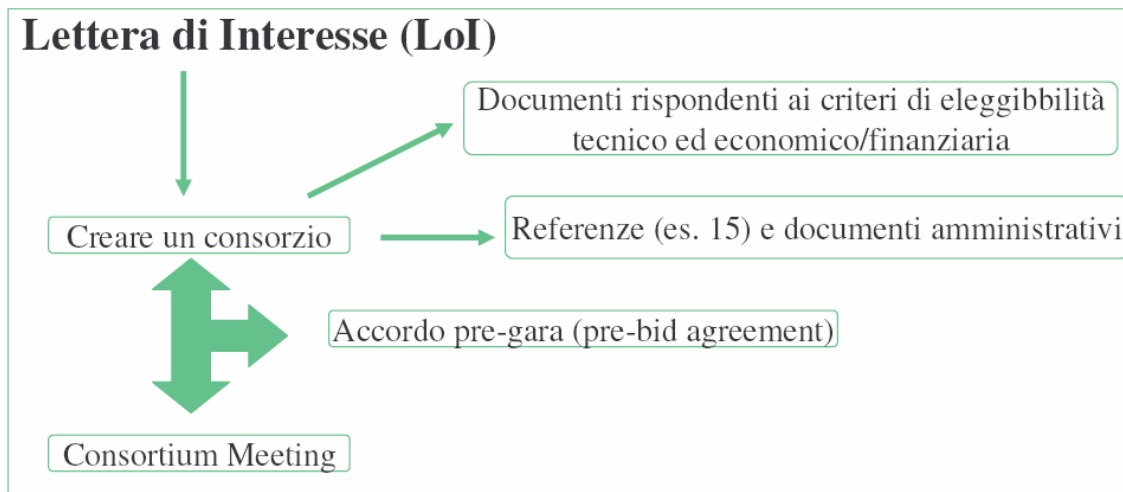 Lettera di Interesse (LoI)
Documenti rispondenti ai criteri di eleggibbilità
tecnico ed economico/finanziaria
Creare un consorzio
Referenze (es. 15) e documenti amministrativi
Accordo pre-gara (pre-bid agreement)
Consortium Meeting